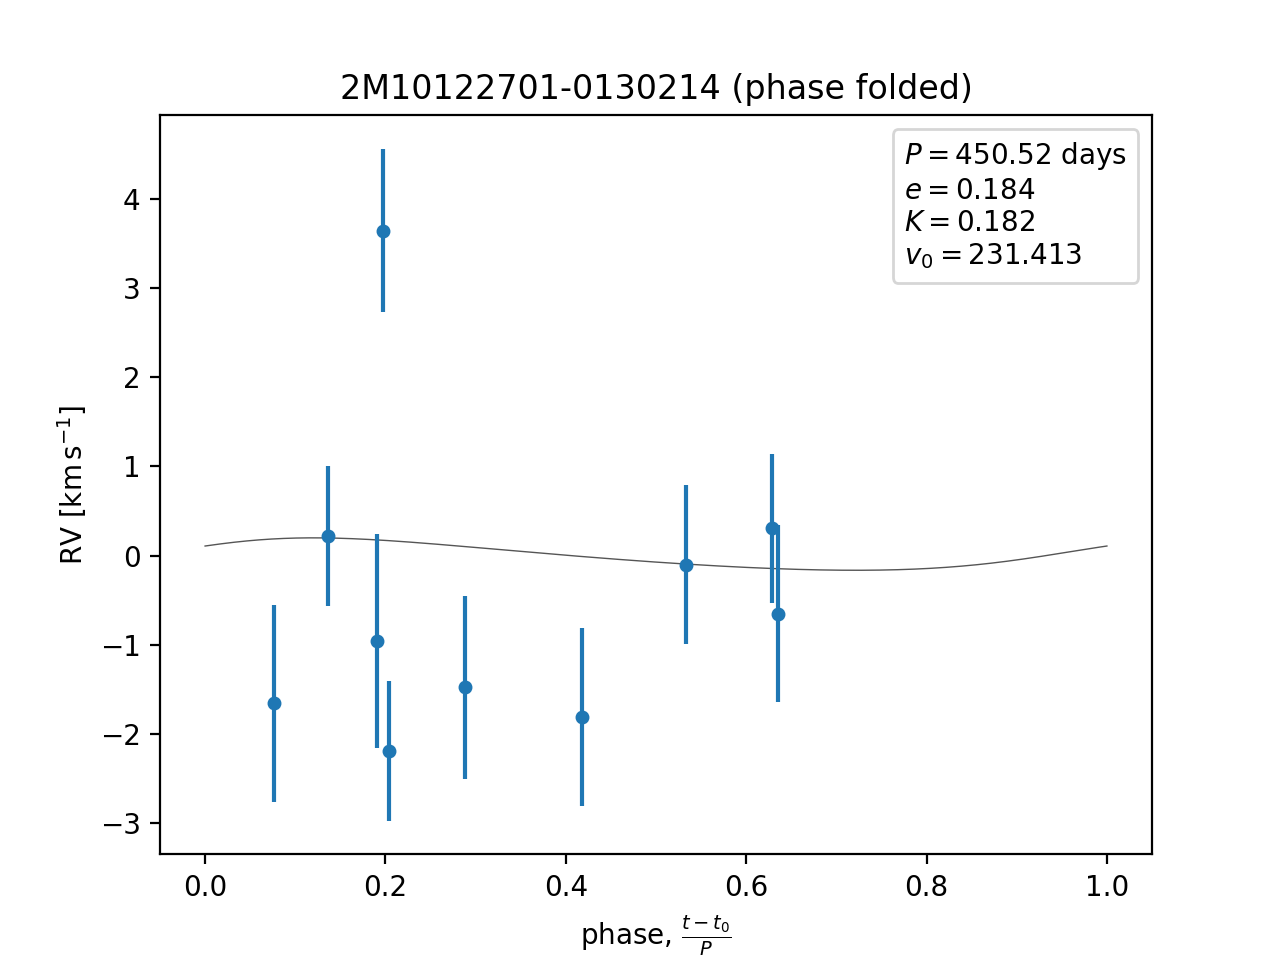 2M10122701-0130214 (phase folded)
P = 450.52 days
e = 0.184
K = 0.182
v₀ = 231.413
RV [km s⁻¹]
4
3
2
1
0
−1
−2
−3
0.0 0.2 0.4 0.6 0.8 1.0
phase, (t − t₀)/P